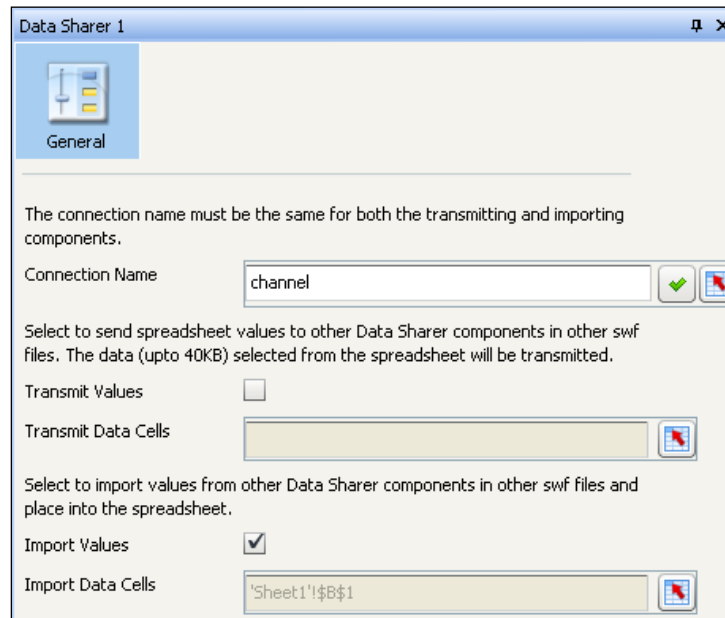 Data Sharer 1
General
The connection name must be the same for both the transmitting and importing
components.
Connection Name
channel
Select to send spreadsheet values to other Data Sharer components in other swf
files. The data (upto 40KB) selected from the spreadsheet will be transmitted.
Transmit Values
Transmit Data Cells
Select to import values from other Data Sharer components in other swf files and
place into the spreadsheet.
Import Values
Import Data Cells
'Sheet1'!$B$1